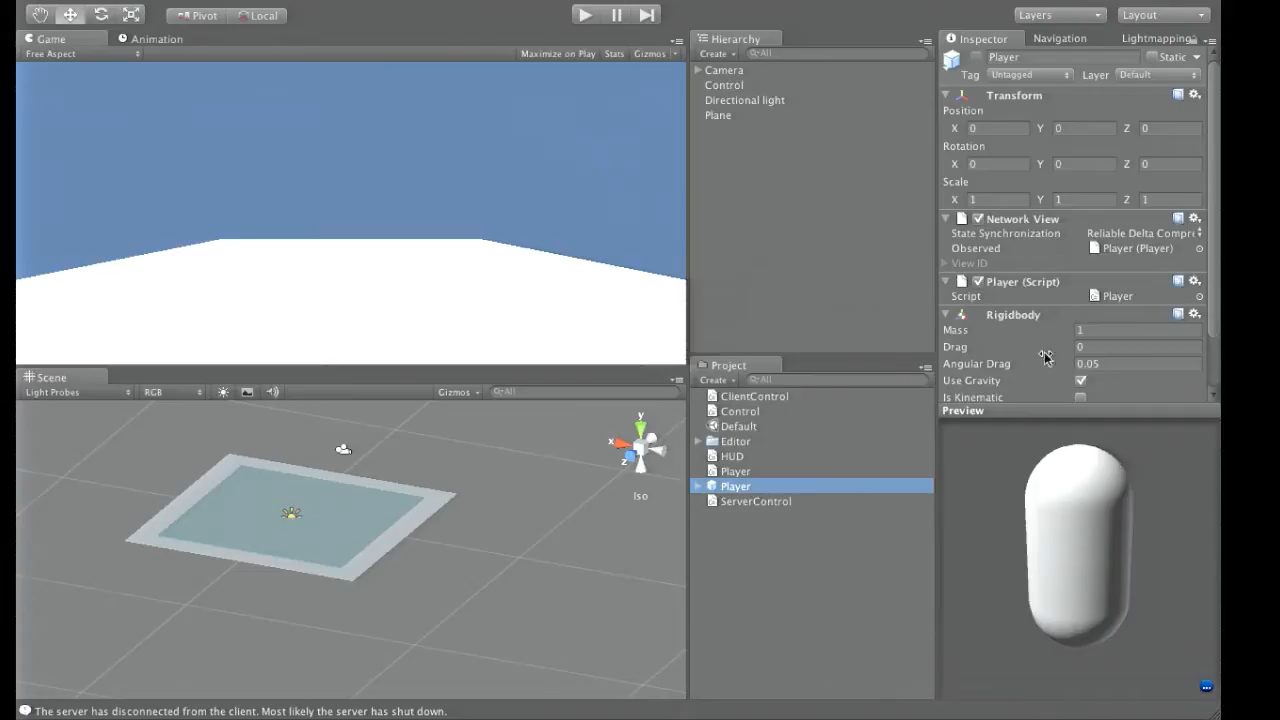 Pivot Local Layers Layout
Game Animation
Free Aspect Maximize on Play Stats Gizmos
Hierarchy
Create All
Camera
Control
Directional light
Plane
Inspector Navigation Lightmapping
Player Static
Tag Untagged Layer Default
Transform
Position
X 0 Y 0 Z 0
Rotation
X 0 Y 0 Z 0
Scale
X 1 Y 1 Z 1
Network View
State Synchronization Reliable Delta Compri
Observed Player (Player)
View ID
Player (Script)
Script Player
Rigidbody
Mass 1
Drag 0
Angular Drag 0.05
Use Gravity
Is Kinematic
Preview
Scene
Light Probes RGB Gizmos All
y
x
z
Iso
Project
Create All
ClientControl
Control
Default
Editor
HUD
Player
Player
ServerControl
The server has disconnected from the client. Most likely the server has shut down.